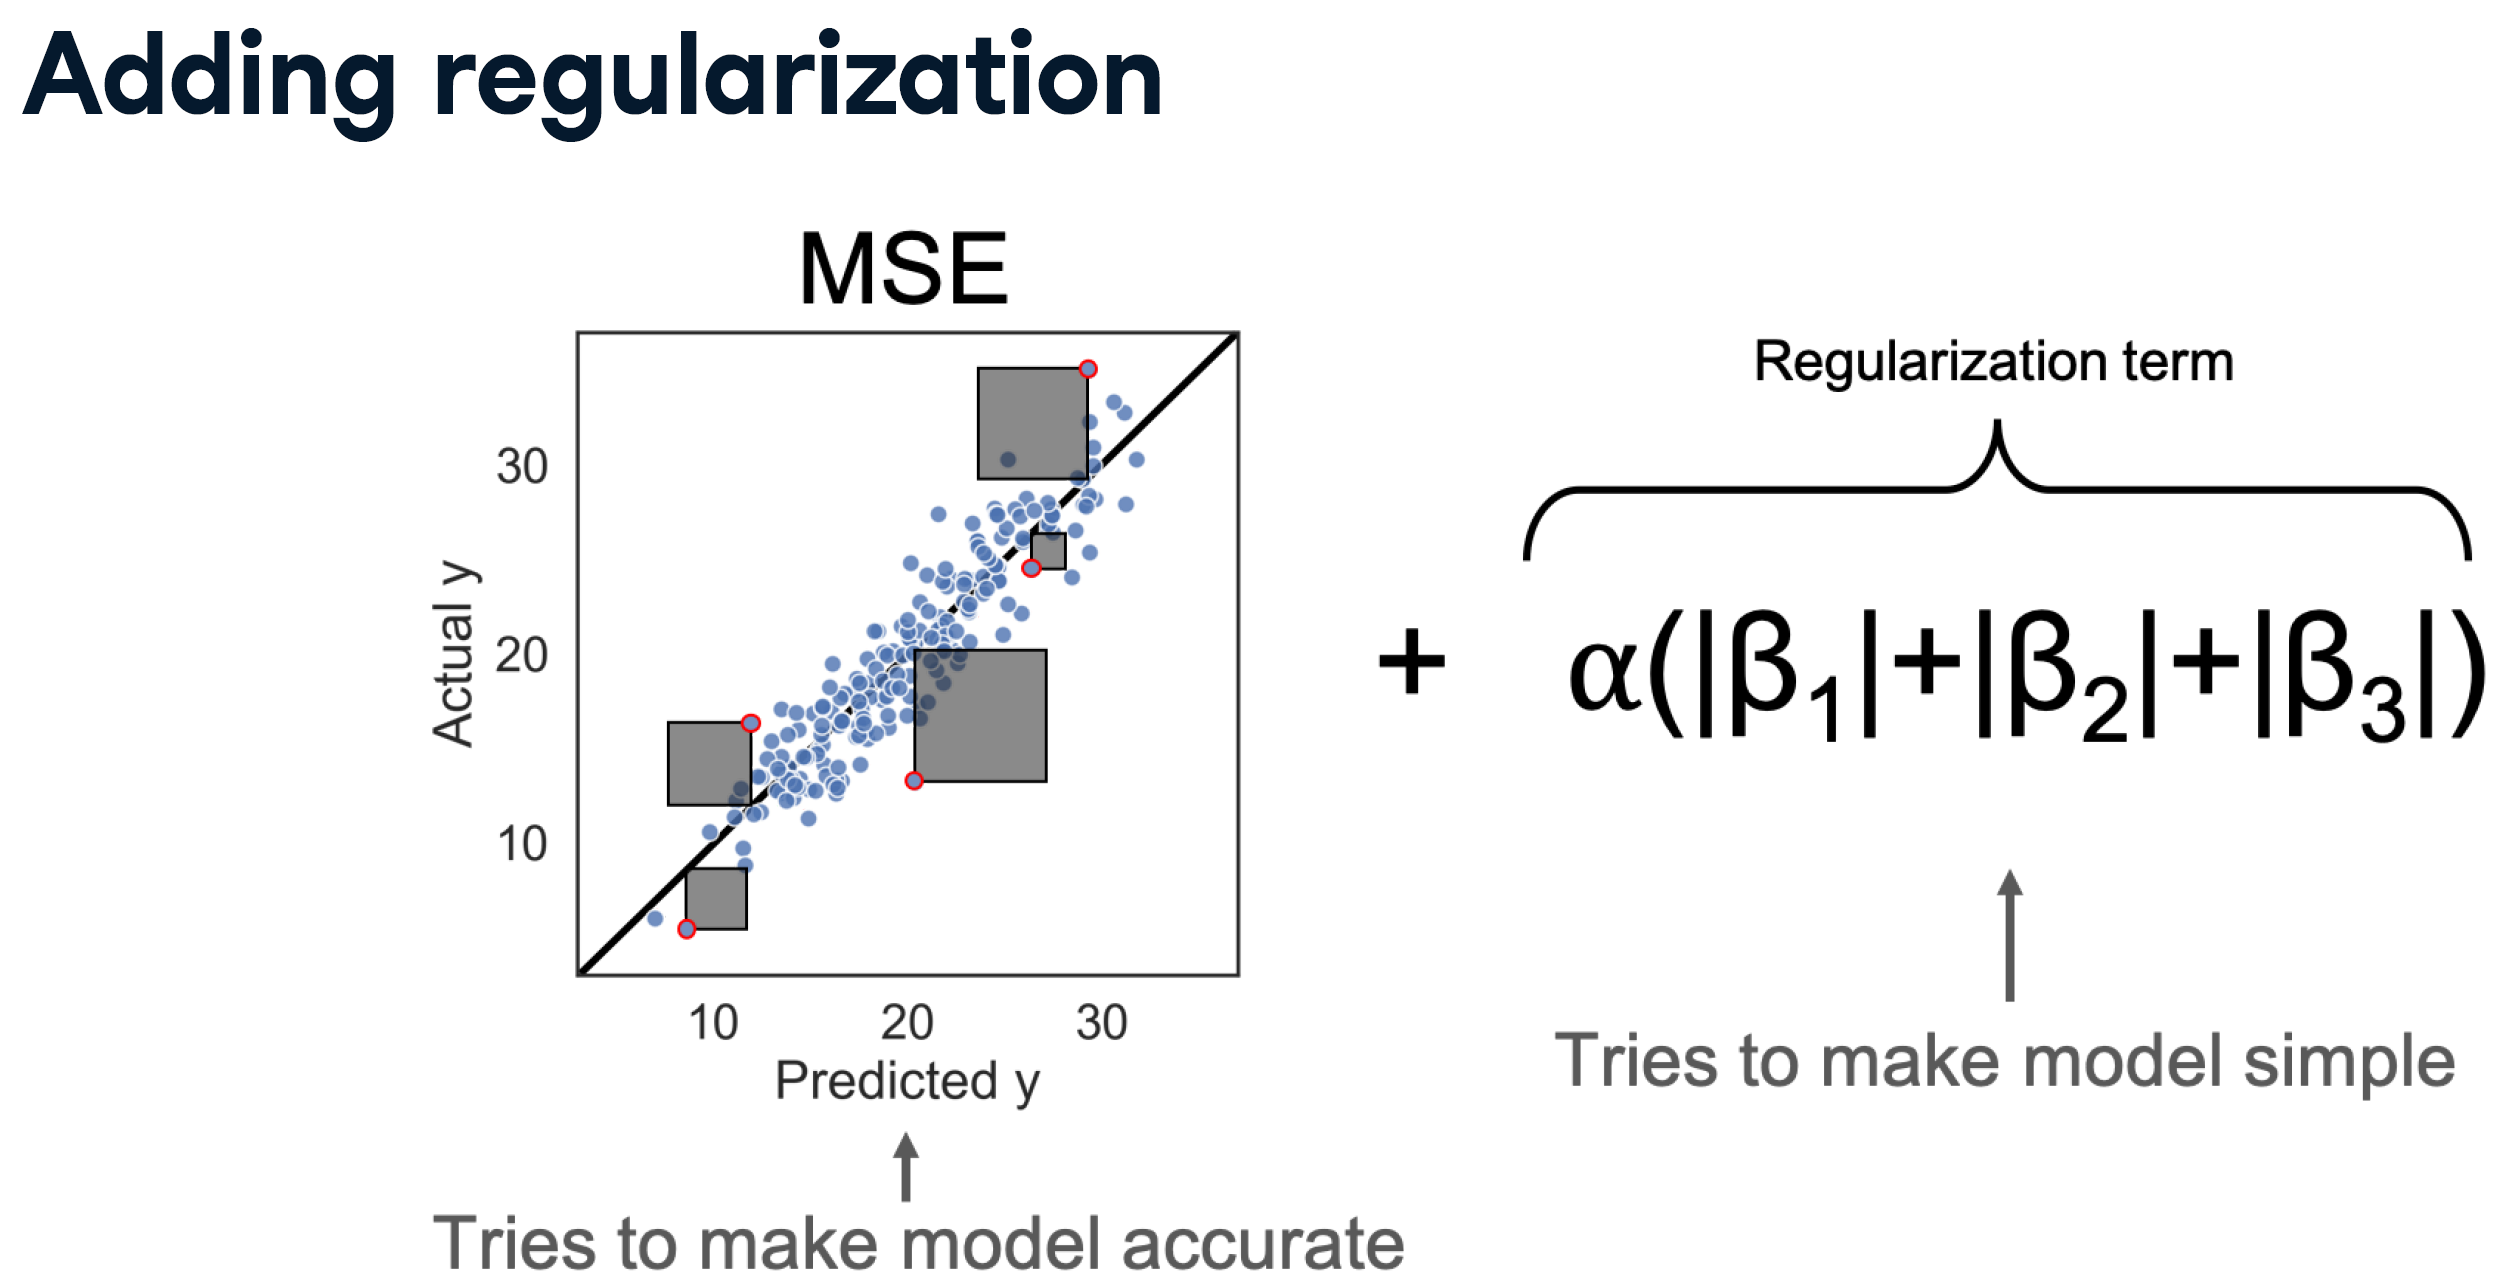 Adding regularization
MSE
30
20
10
Actual y
10 20 30
Predicted y
Tries to make model accurate
Regularization term
+ α(|β₁|+|β₂|+|β₃|)
Tries to make model simple